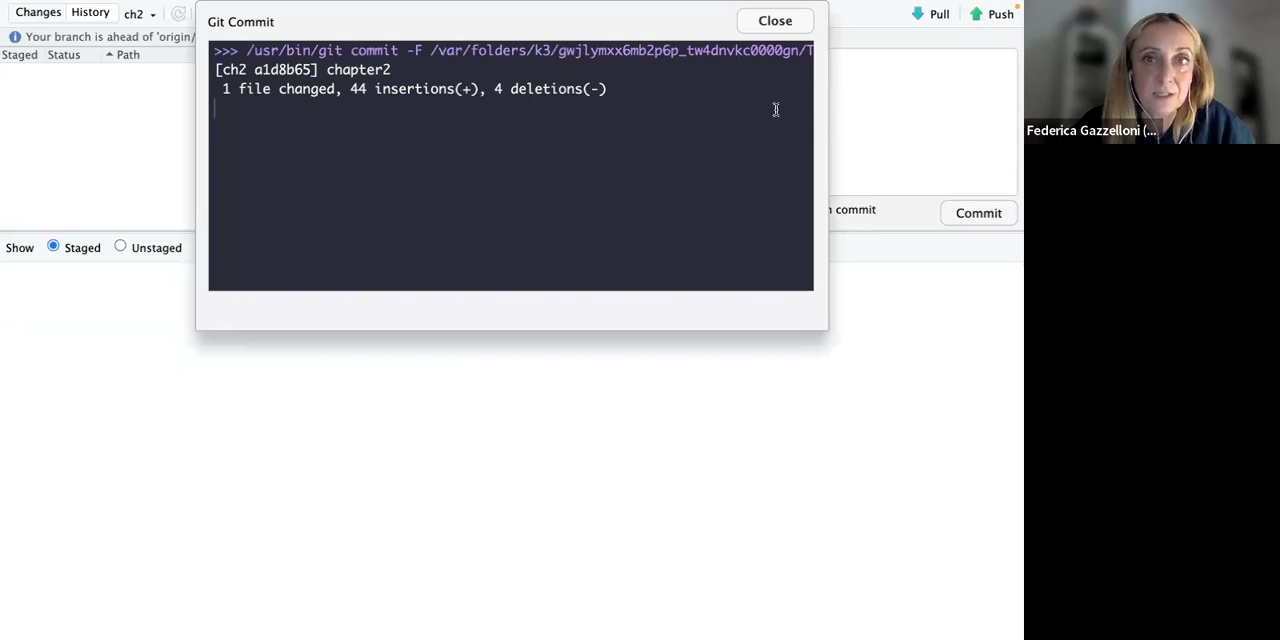 Changes History ch2
Pull Push
Your branch is ahead of 'origin/
Staged Status Path
Git Commit
Close
>>> /usr/bin/git commit -F /var/folders/k3/gwjlymxx6mb2p6p_tw4dnvkc0000gn/T
[ch2 a1d8b65] chapter2
1 file changed, 44 insertions(+), 4 deletions(-)
commit
Commit
Show Staged Unstaged
Federica Gazzelloni (...